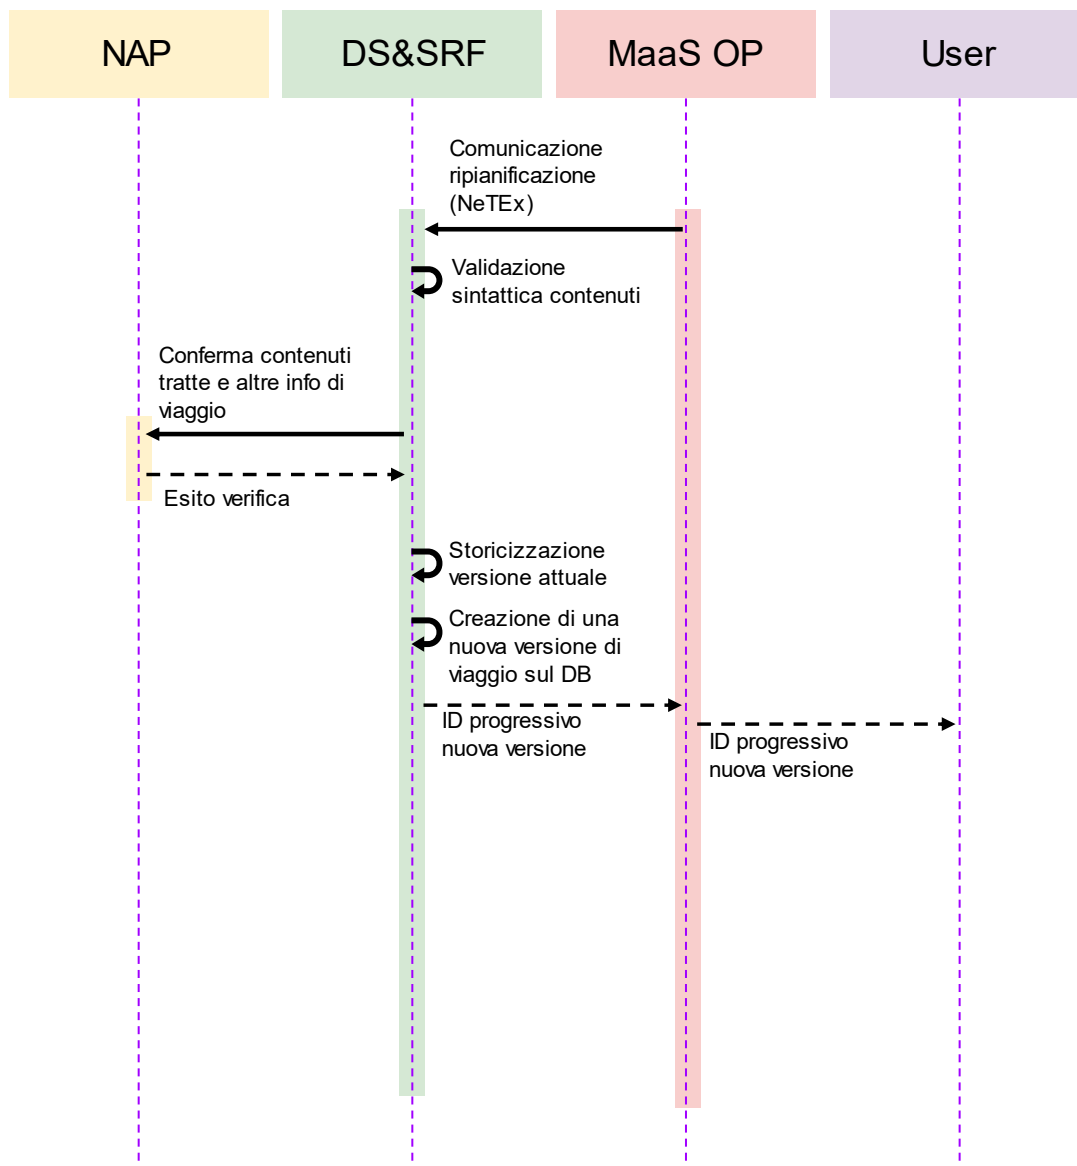 NAP
DS&SRF
MaaS OP
User
Comunicazione
ripianificazione
(NeTEx)
Validazione
sintattica contenuti
Conferma contenuti
tratte e altre info di
viaggio
Esito verifica
Storicizzazione
versione attuale
Creazione di una
nuova versione di
viaggio sul DB
ID progressivo
nuova versione
ID progressivo
nuova versione